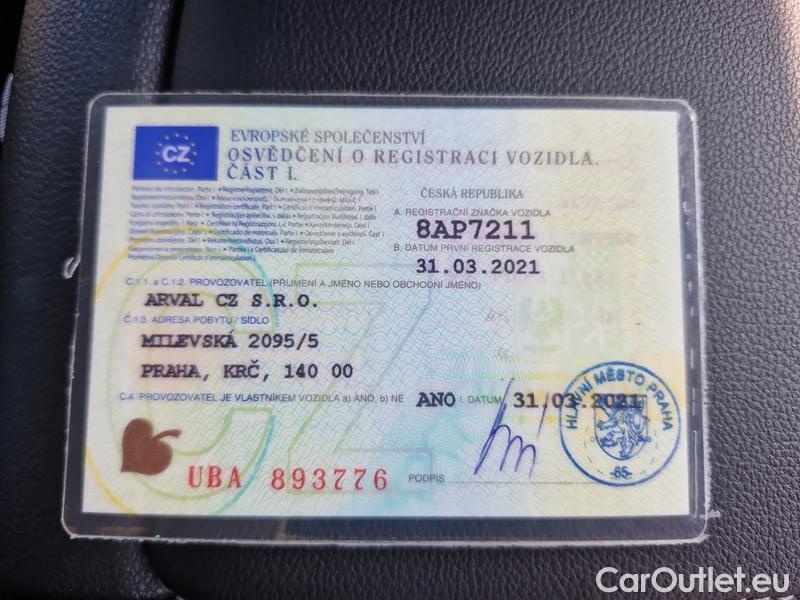 CZ
EVROPSKÉ SPOLEČENSTVÍ
OSVĚDČENÍ O REGISTRACI VOZIDLA.
ČÁST I.
ČESKÁ REPUBLIKA
A. REGISTRAČNÍ ZNAČKA VOZIDLA
8AP7211
B. DATUM PRVNÍ REGISTRACE VOZIDLA
31.03.2021
C.1.1. a C.1.2. PROVOZOVATEL (PŘÍJMENÍ A JMÉNO NEBO OBCHODNÍ JMÉNO)
ARVAL CZ S.R.O.
C.1.3. ADRESA POBYTU / SÍDLO
MILEVSKÁ 2095/5
PRAHA, KRČ, 140 00
C.4. PROVOZOVATEL JE VLASTNÍKEM VOZIDLA a) ANO, b) NE ANO I. DATUM 31/03.2021
HLAVNÍ MĚSTO PRAHA
-65-
UBA 893776
PODPIS
CarOutlet.eu